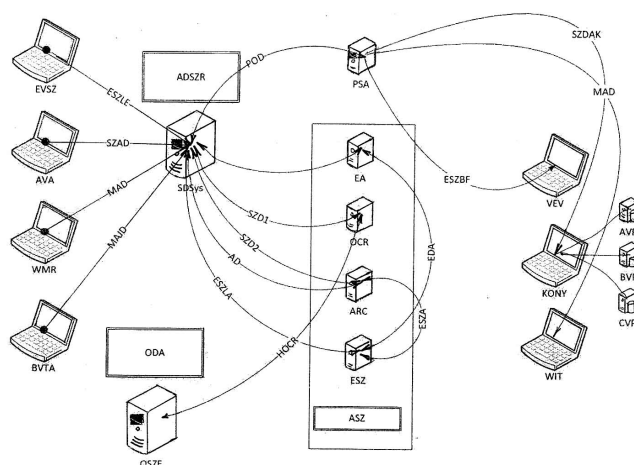 EVSZ
ESZLE
ADSZR
POD
PSA
SZDAK
MAD
AVA
SZAD
SDSys
EA
ESZBF
VEV
WMR
MAD
MAJD
SZD1
SZD2
AD
ESZLA
OCR
EDA
KONY
BVTA
ARC
ESZA
ODA
HOCR
ESZ
WIT
ASZ